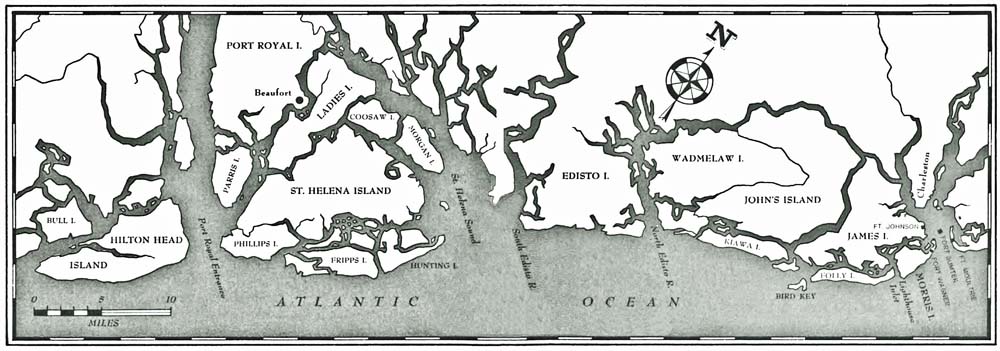 N
PORT ROYAL I.
Beaufort
LADIES I.
COOSAW I.
MORGAN I.
PARRIS I.
ST. HELENA ISLAND
St. Helena Sound
EDISTO I.
WADMELAW I.
JOHN'S ISLAND
Charleston
BULL I.
HILTON HEAD
ISLAND
Port Royal Entrance
PHILLIPS I.
FRIPPS I.
HUNTING I.
South Edisto R.
North Edisto R.
KIAWA I.
JAMES I.
FT. JOHNSON
FT. MOULTRIE
FORT SUMTER
FORT WAGNER
FOLLY I.
BIRD KEY
MORRIS I.
Lighthouse
Inlet
ATLANTIC OCEAN
0 5 10
MILES